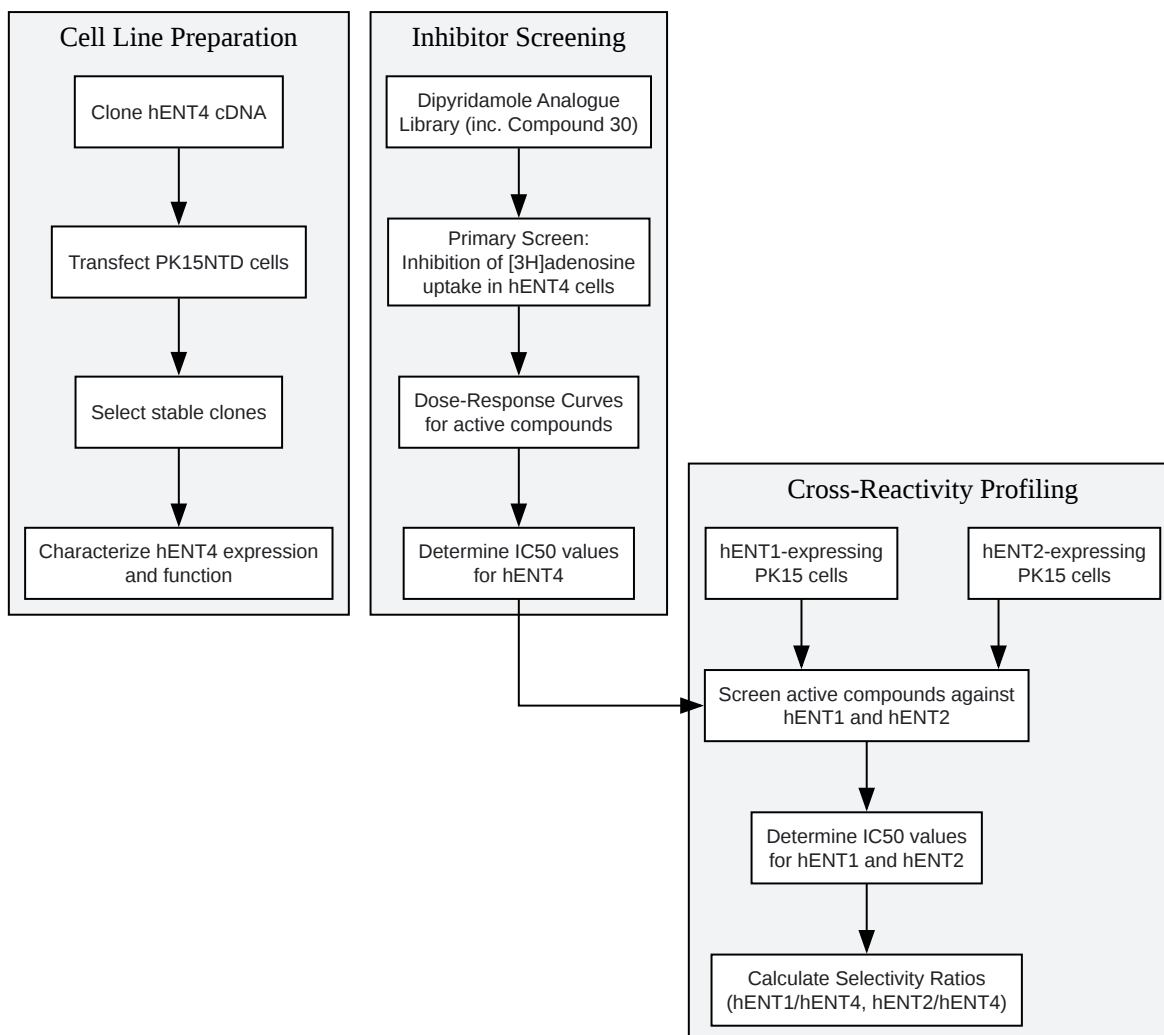 Cell Line Preparation
Clone hENT4 cDNA
Transfect PK15NTD cells
Select stable clones
Characterize hENT4 expression
and function
Inhibitor Screening
Dipyridamole Analogue
Library (inc. Compound 30)
Primary Screen:
Inhibition of [3H]adenosine
uptake in hENT4 cells
Dose-Response Curves
for active compounds
Determine IC50 values
for hENT4
Cross-Reactivity Profiling
hENT1-expressing
PK15 cells
hENT2-expressing
PK15 cells
Screen active compounds against
hENT1 and hENT2
Determine IC50 values
for hENT1 and hENT2
Calculate Selectivity Ratios
(hENT1/hENT4, hENT2/hENT4)